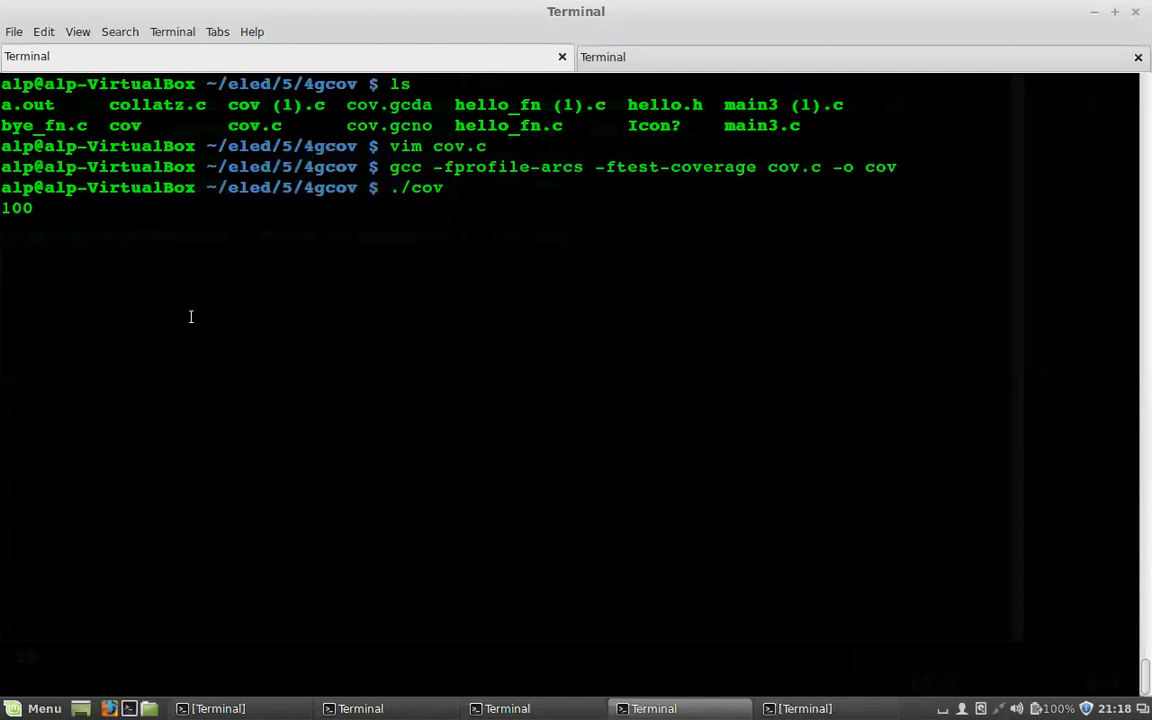 Terminal
File Edit View Search Terminal Tabs Help
Terminal Terminal
alp@alp-VirtualBox ~/eled/5/4gcov $ ls
a.out collatz.c cov (1).c cov.gcda hello_fn (1).c hello.h main3 (1).c
bye_fn.c cov cov.c cov.gcno hello_fn.c Icon? main3.c
alp@alp-VirtualBox ~/eled/5/4gcov $ vim cov.c
alp@alp-VirtualBox ~/eled/5/4gcov $ gcc -fprofile-arcs -ftest-coverage cov.c -o cov
alp@alp-VirtualBox ~/eled/5/4gcov $ ./cov
100
Menu [Terminal] Terminal Terminal Terminal [Terminal] 100% 21:18